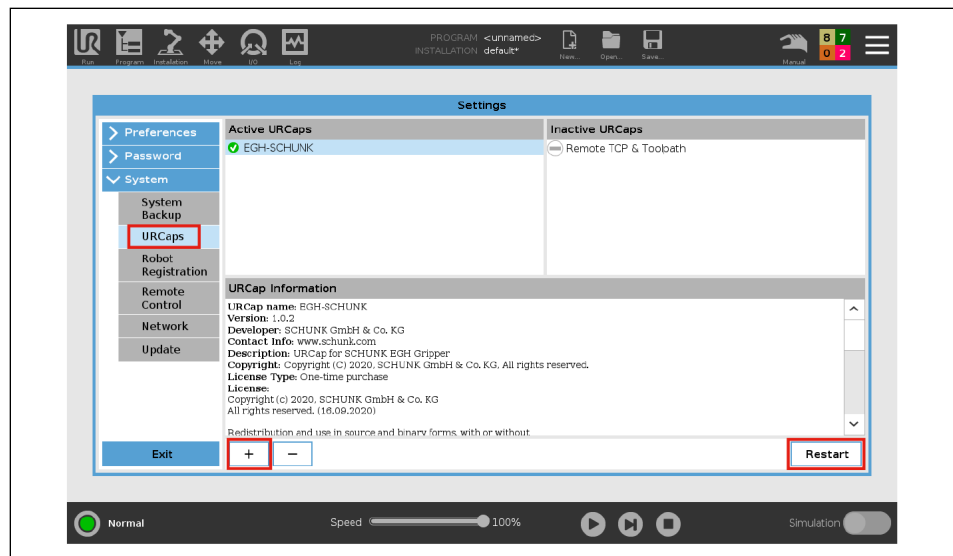 UR
PROGRAM <unnamed>
INSTALLATION default*
Run Program Installation Move I/O Log New... Open... Save... Manual
8 7
0 2
Settings
Preferences
Password
System
System
Backup
URCaps
Robot
Registration
Remote
Control
Network
Update
Exit
Active URCaps
EGH-SCHUNK
Inactive URCaps
Remote TCP & Toolpath
URCap Information
URCap name: EGH-SCHUNK
Version: 1.0.2
Developer: SCHUNK GmbH & Co. KG
Contact Info: www.schunk.com
Description: URCap for SCHUNK EGH Gripper
Copyright: Copyright (C) 2020, SCHUNK GmbH & Co. KG, All rights reserved.
License Type: One-time purchase
License:
Copyright (c) 2020, SCHUNK GmbH & Co. KG
All rights reserved. (16.09.2020)
Redistribution and use in source and binary forms, with or without
+ −
Restart
Normal
Speed 100%
Simulation